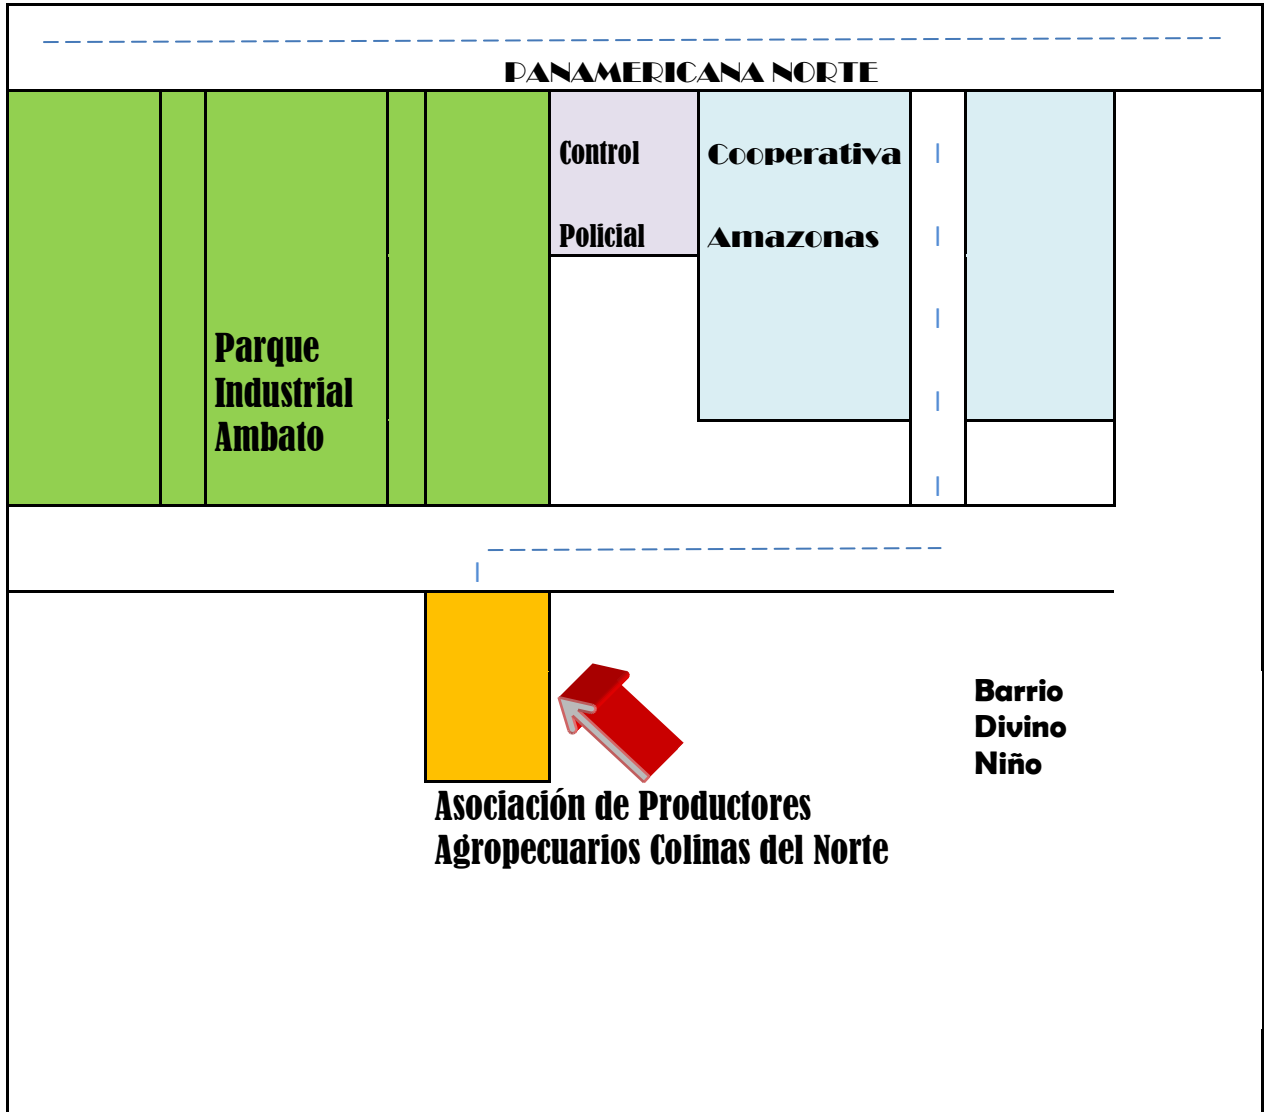 PANAMERICANA NORTE
Control
Policial
Cooperativa
Amazonas
Parque
Industrial
Ambato
Barrio
Divino
Niño
Asociación de Productores
Agropecuarios Colinas del Norte